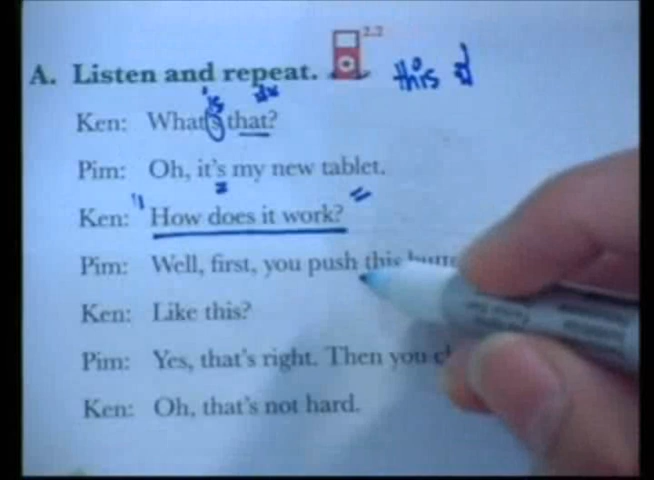 A. Listen and repeat. 2.2 this
is
Ken: What's that?
Pim: Oh, it's my new tablet.
Ken: How does it work?
Pim: Well, first, you push this
Ken: Like this?
Pim: Yes, that's right. Then you
Ken: Oh, that's not hard.